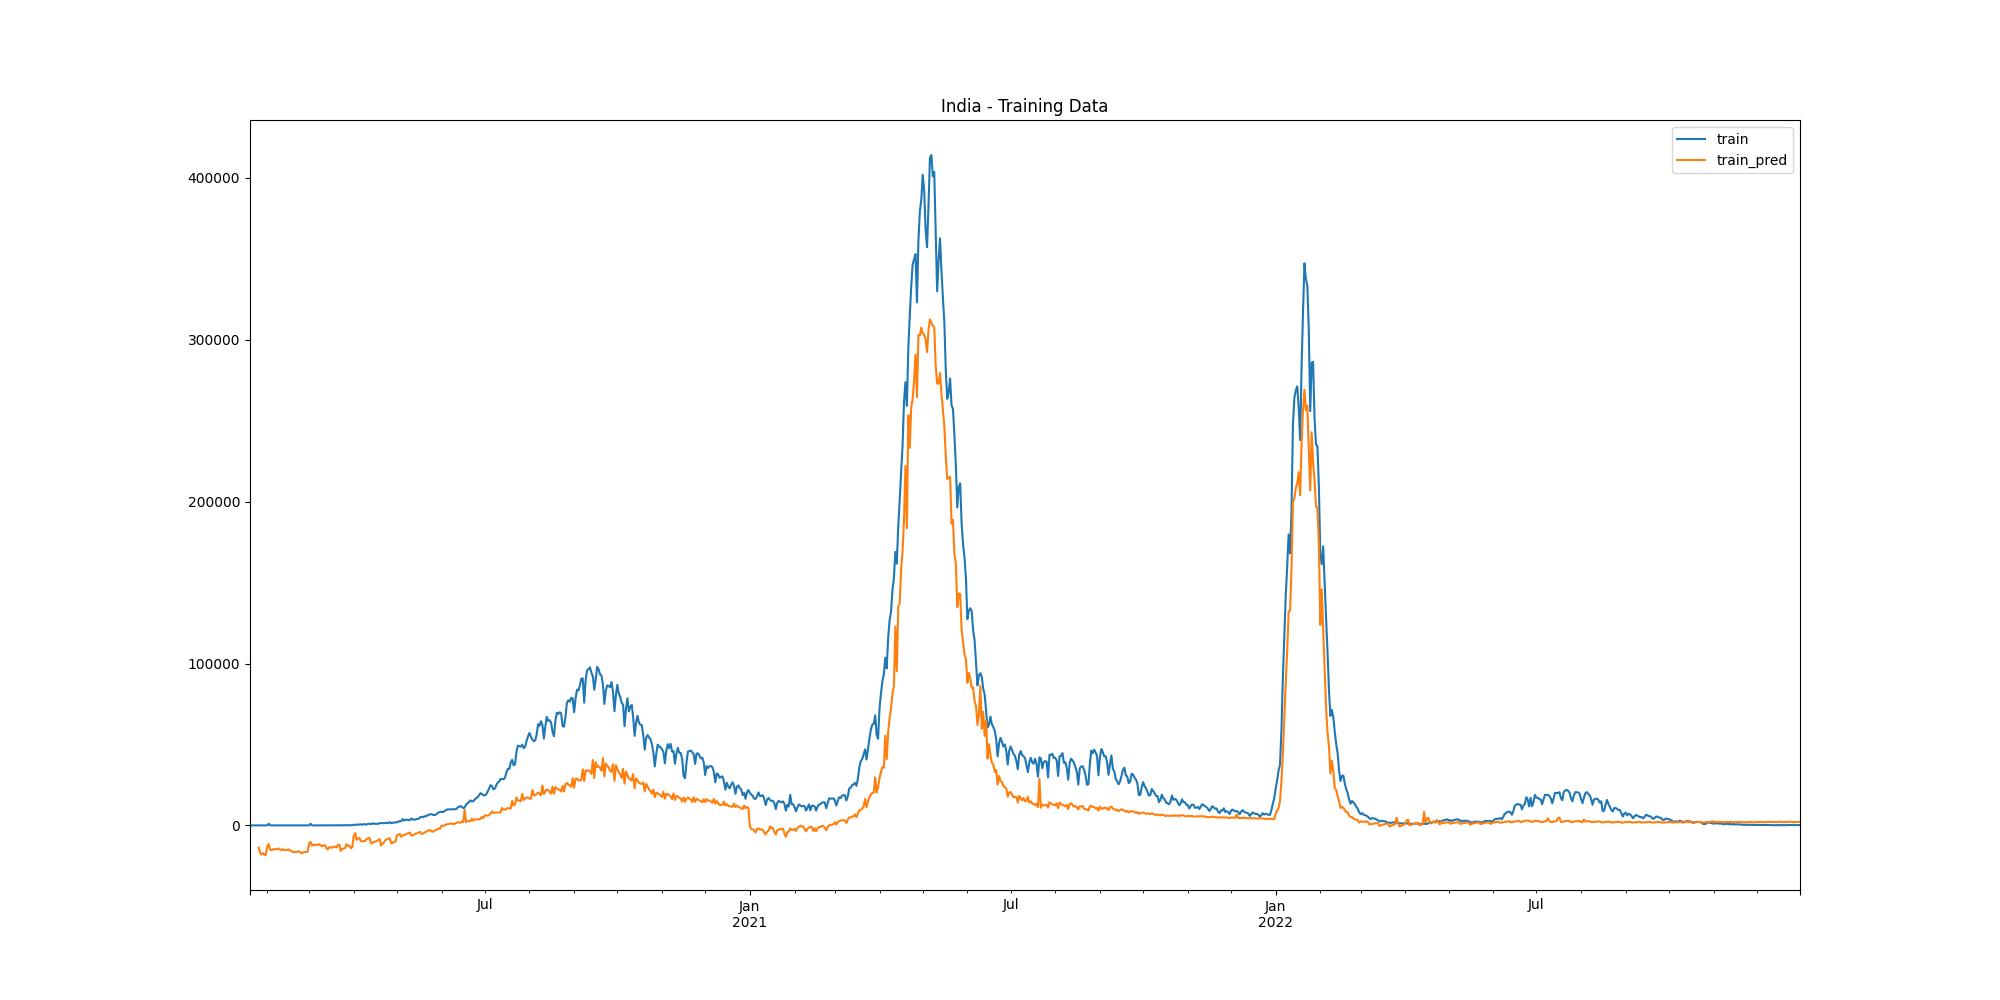 India - Training Data
train
train_pred
400000
300000
200000
100000
0
Jul
Jan
2021
Jul
Jan
2022
Jul